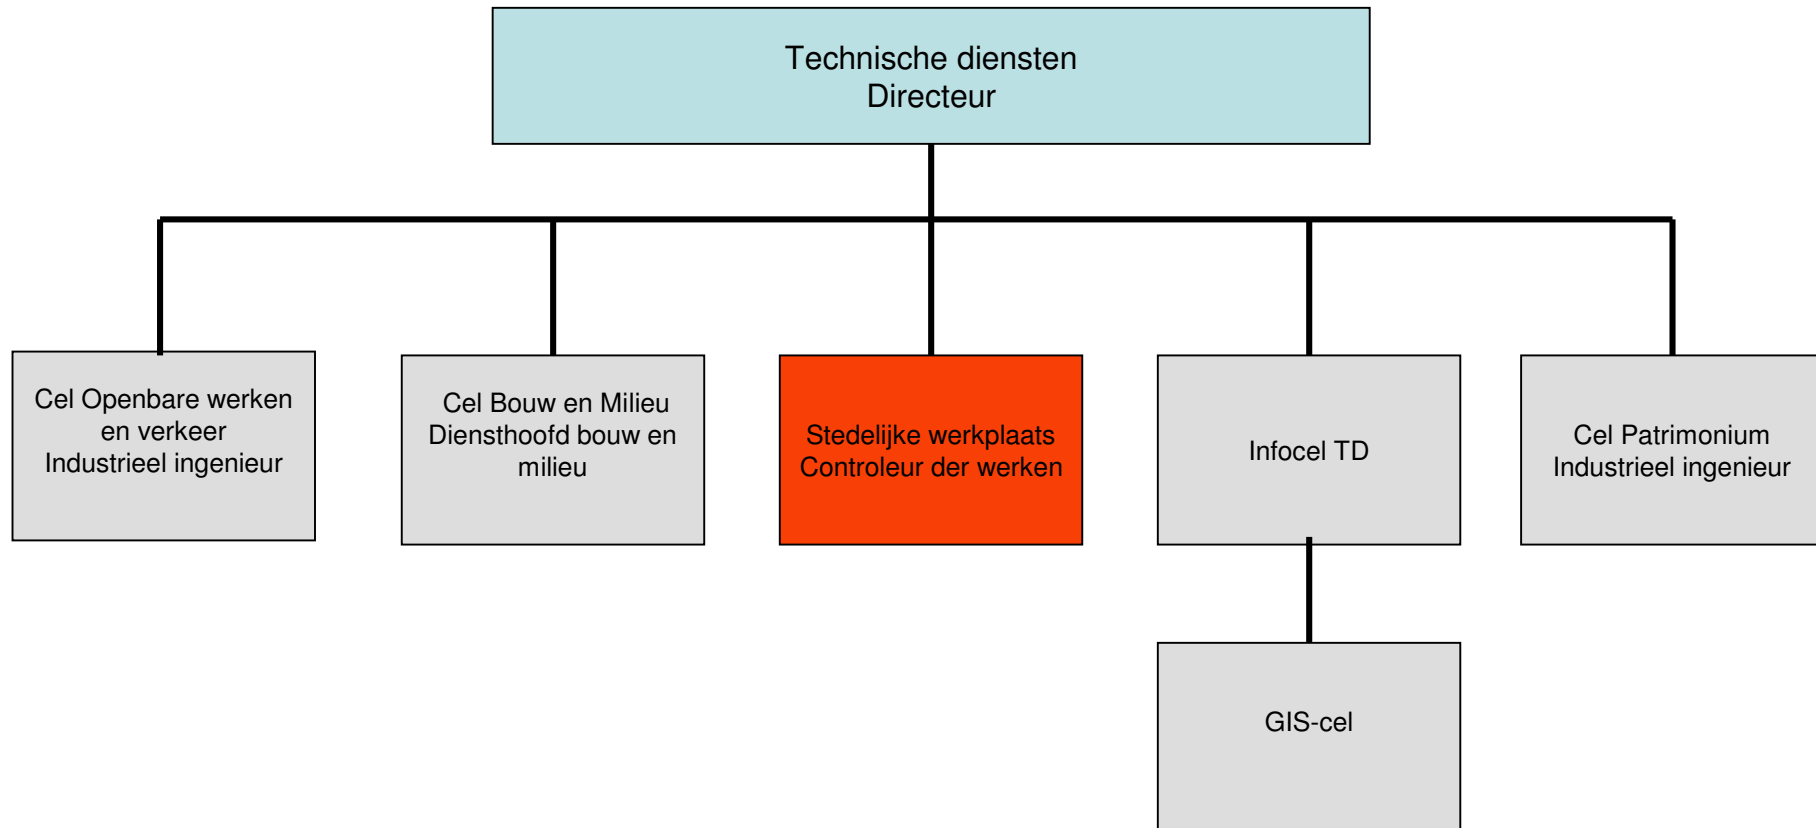 Technische diensten
Directeur
Cel Openbare werken
en verkeer
Industrieel ingenieur
Cel Bouw en Milieu
Diensthoofd bouw en
milieu
Stedelijke werkplaats
Controleur der werken
Infocel TD
Cel Patrimonium
Industrieel ingenieur
GIS-cel